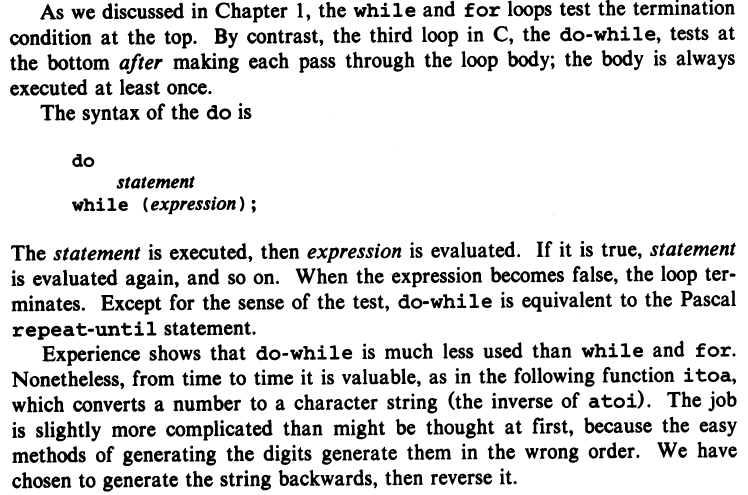 As we discussed in Chapter 1, the while and for loops test the termination
condition at the top. By contrast, the third loop in C, the do-while, tests at
the bottom after making each pass through the loop body; the body is always
executed at least once.
The syntax of the do is
do
statement
while (expression);
The statement is executed, then expression is evaluated. If it is true, statement
is evaluated again, and so on. When the expression becomes false, the loop ter-
minates. Except for the sense of the test, do-while is equivalent to the Pascal
repeat-until statement.
Experience shows that do-while is much less used than while and for.
Nonetheless, from time to time it is valuable, as in the following function itoa,
which converts a number to a character string (the inverse of atoi). The job
is slightly more complicated than might be thought at first, because the easy
methods of generating the digits generate them in the wrong order. We have
chosen to generate the string backwards, then reverse it.